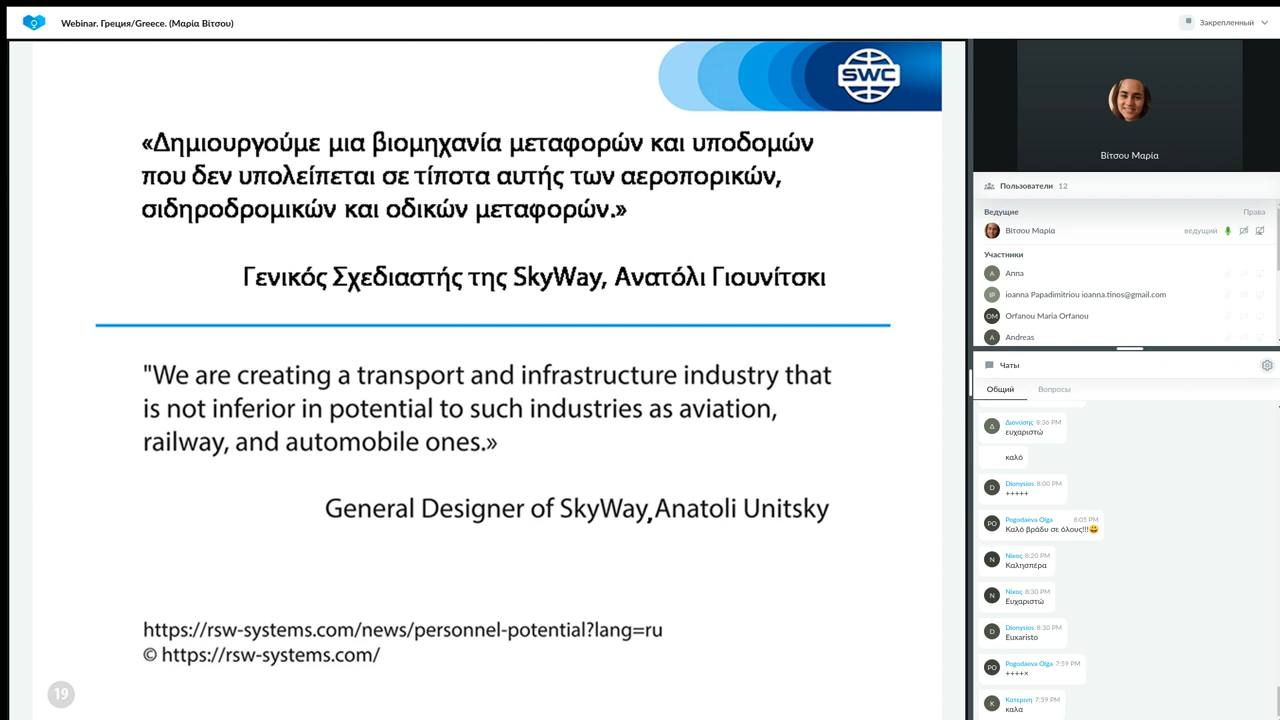 Webinar. Греция/Greece. (Μαρία Βίτσου)
Закрепленный
SWC
«Δημιουργούμε μια βιομηχανία μεταφορών και υποδομών
που δεν υπολείπεται σε τίποτα αυτής των αεροπορικών,
σιδηροδρομικών και οδικών μεταφορών.»
Γενικός Σχεδιαστής της SkyWay, Ανατόλι Γιουνίτσκι
"We are creating a transport and infrastructure industry that
is not inferior in potential to such industries as aviation,
railway, and automobile ones.»
General Designer of SkyWay, Anatoli Unitsky
https://rsw-systems.com/news/personnel-potential?lang=ru
© https://rsw-systems.com/
19
Βίτσου Μαρία
Пользователи 12
Ведущие Права
Βίτσου Μαρία ведущий
Участники
A Anna
IP ioanna Papadimitriou ioanna.tinos@gmail.com
OM Orfanou Maria Orfanou
A Andreas
Чаты
Общий Вопросы
Δ Διονύσης 8:36 PM
ευχαριστώ
καλό
D Dionysios 8:00 PM
+++++
PO Pogodaeva Olga 8:05 PM
Καλό βράδυ σε όλους!!!😀
N Νίκος 8:20 PM
Καλησπέρα
N Νίκος 8:30 PM
Ευχαριστώ
D Dionysios 8:30 PM
Euxaristo
PO Pogodaeva Olga 7:59 PM
++++×
K Κατερινη 7:59 PM
καλα